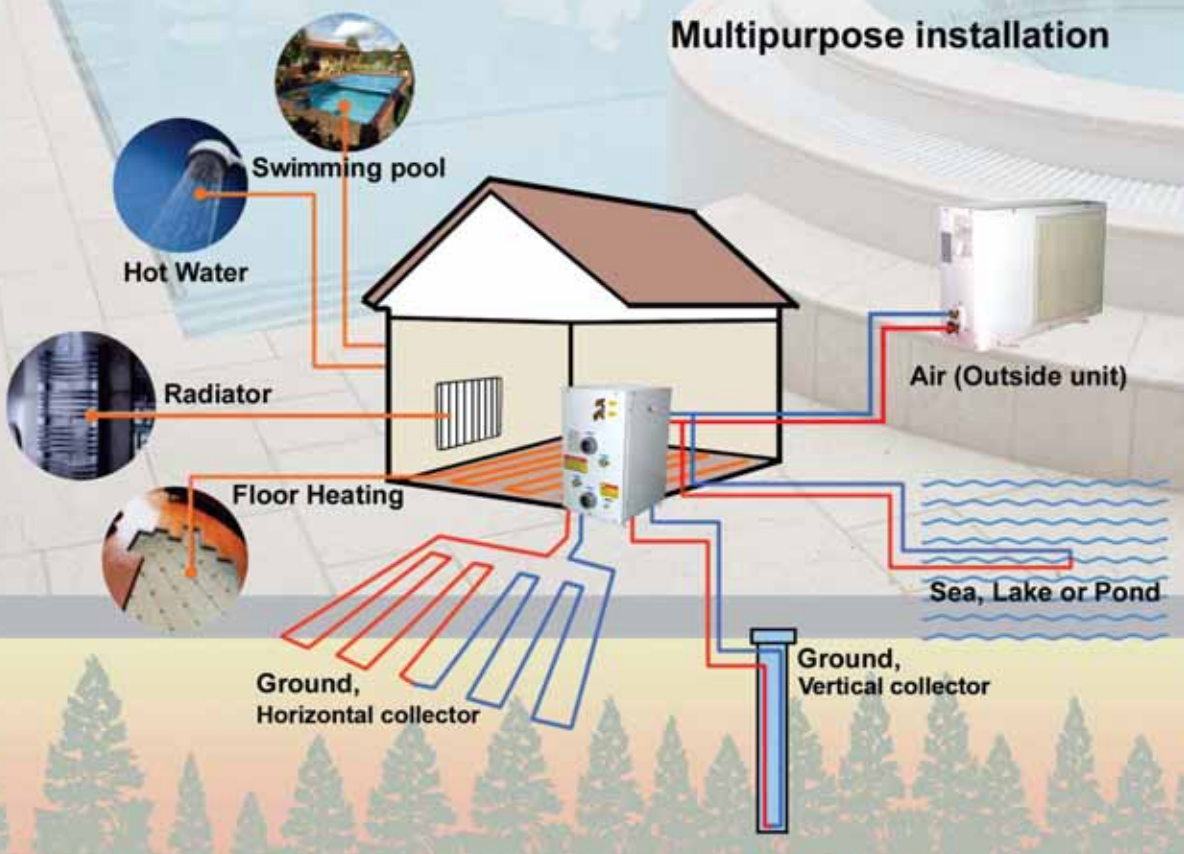 Multipurpose installation
Swimming pool
Hot Water
Air (Outside unit)
Radiator
Floor Heating
Sea, Lake or Pond
Ground,
Horizontal collector
Ground,
Vertical collector